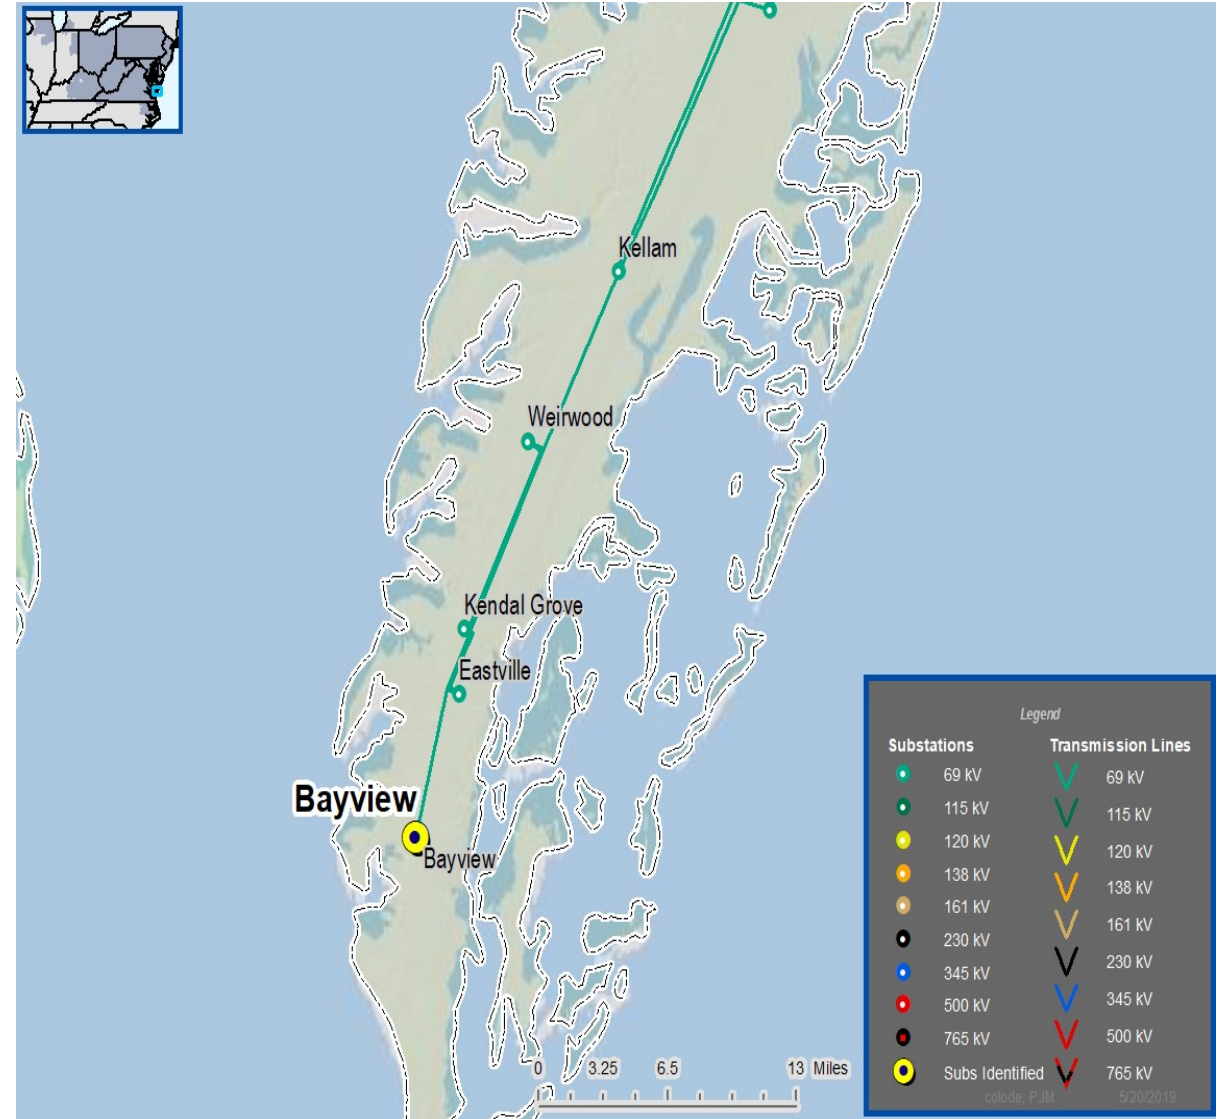 Kellam
Weirwood
Kendal Grove
Eastville
Bayview
Bayview
Legend
Substations Transmission Lines
69 kV 69 kV
115 kV 115 kV
120 kV 120 kV
138 kV 138 kV
161 kV 161 kV
230 kV 230 kV
345 kV 345 kV
500 kV 500 kV
765 kV
Subs Identified 765 kV
0 3.25 6.5 13 Miles
colode: PJM 5/20/2019